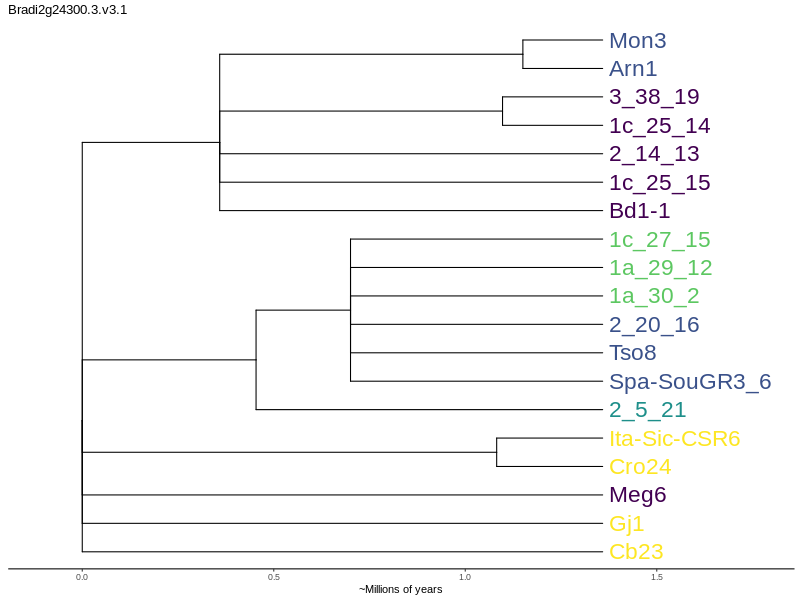 Bradi2g24300.3.v3.1
Mon3
Arn1
3_38_19
1c_25_14
2_14_13
1c_25_15
Bd1-1
1c_27_15
1a_29_12
1a_30_2
2_20_16
Tso8
Spa-SouGR3_6
2_5_21
Ita-Sic-CSR6
Cro24
Meg6
Gj1
Cb23
0.0 0.5 1.0 1.5
~Millions of years